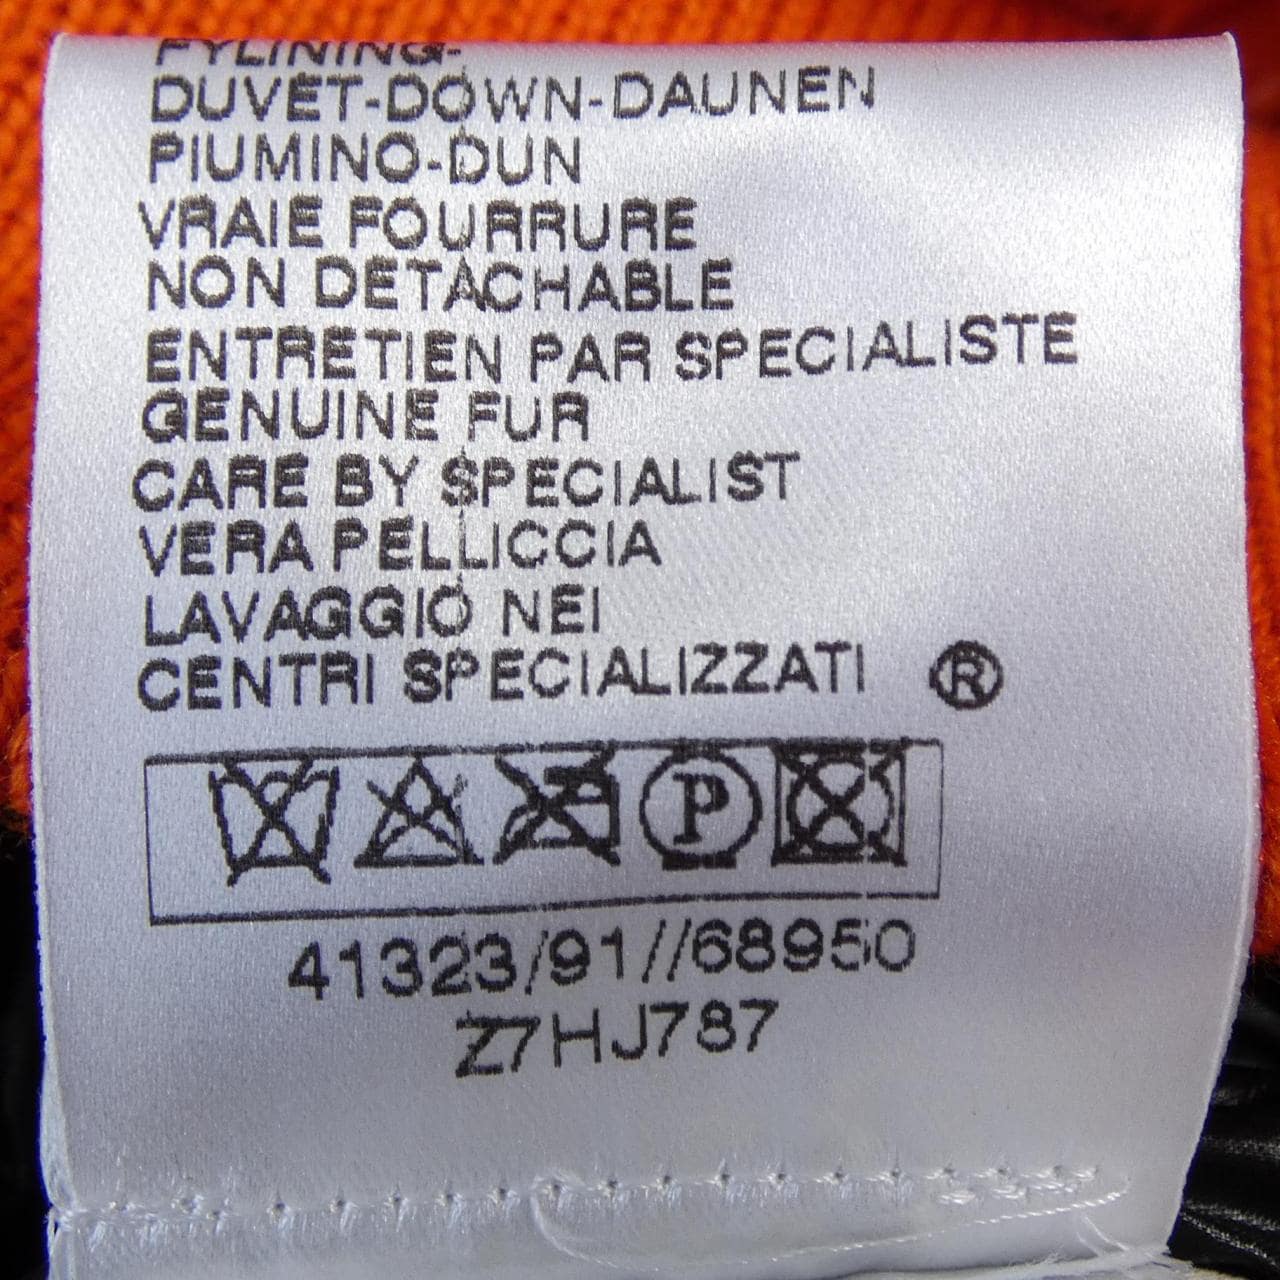 FYLINING-
DUVET-DOWN-DAUNEN
PIUMINO-DUN
VRAIE FOURRURE
NON DETACHABLE
ENTRETIEN PAR SPECIALISTE
GENUINE FUR
CARE BY SPECIALIST
VERA PELLICCIA
LAVAGGIO NEI
CENTRI SPECIALIZZATI ®
P
41323/91//68950
Z7HJ787